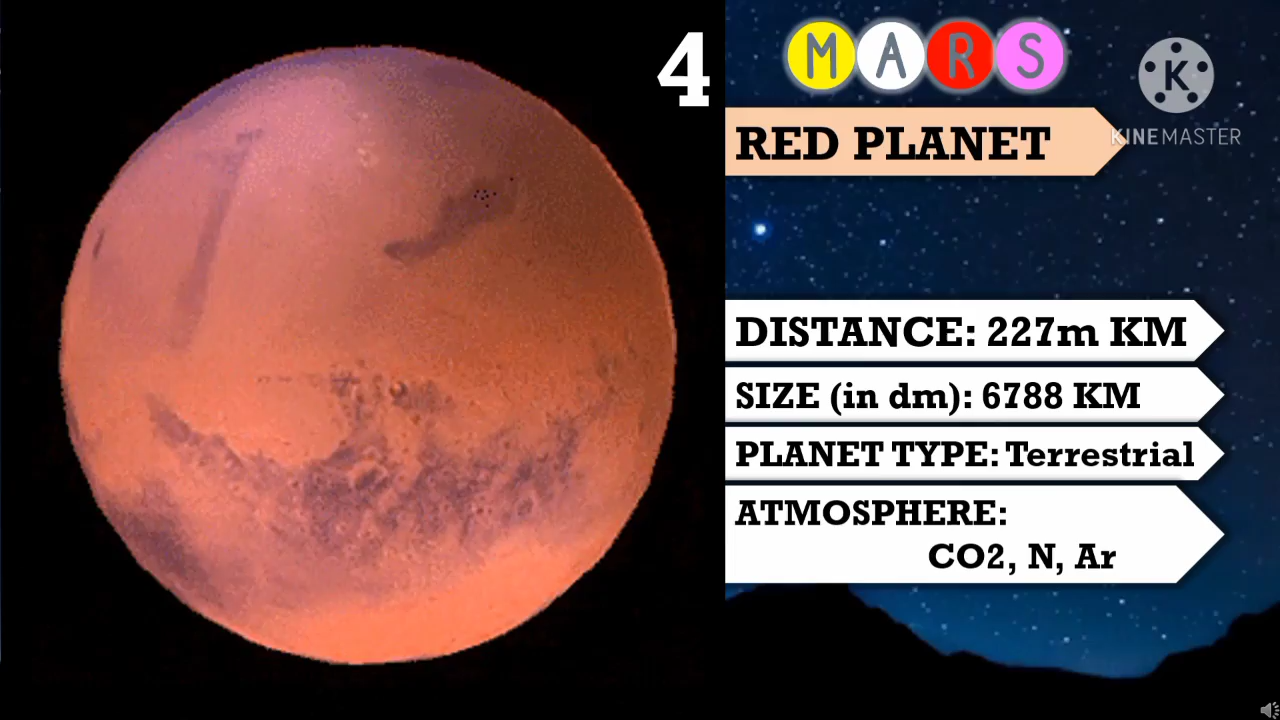 4
MARS
K
KINEMASTER
RED PLANET
DISTANCE: 227m KM
SIZE (in dm): 6788 KM
PLANET TYPE: Terrestrial
ATMOSPHERE:
CO2, N, Ar